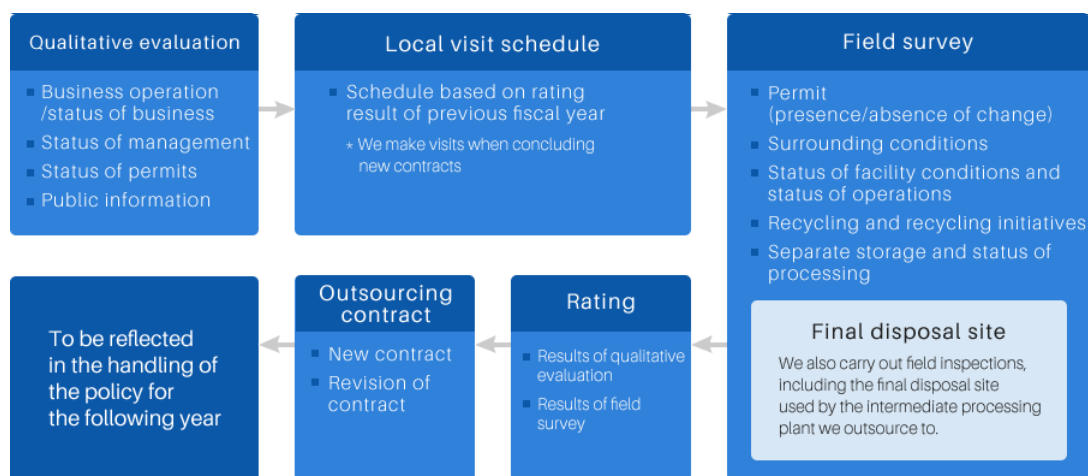 Qualitative evaluation
Business operation
/status of business
Status of management
Status of permits
Public information
Local visit schedule
Schedule based on rating
result of previous fiscal year
* We make visits when concluding
new contracts
Field survey
Permit
(presence/absence of change)
Surrounding conditions
Status of facility conditions and
status of operations
Recycling and recycling initiatives
Separate storage and status of
processing
Final disposal site
We also carry out field inspections,
including the final disposal site
used by the intermediate processing
plant we outsource to.
Rating
Results of qualitative
evaluation
Results of field
survey
Outsourcing
contract
New contract
Revision of
contract
To be reflected
in the handling of
the policy for
the following year